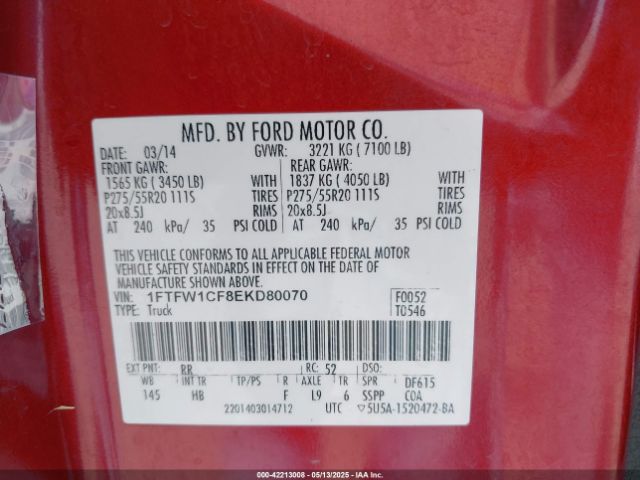 MFD. BY FORD MOTOR CO.
DATE: 03/14 GVWR: 3221 KG ( 7100 LB)
FRONT GAWR: REAR GAWR:
1565 KG ( 3450 LB) WITH 1837 KG ( 4050 LB) WITH
P275/55R20 111S TIRES P275/55R20 111S TIRES
20x8.5J RIMS 20x8.5J RIMS
AT 240 kPa/ 35 PSI COLD AT 240 kPa/ 35 PSI COLD
THIS VEHICLE CONFORMS TO ALL APPLICABLE FEDERAL MOTOR
VEHICLE SAFETY STANDARDS IN EFFECT ON THE DATE OF
MANUFACTURE SHOWN ABOVE.
VIN: 1FTFW1CF8EKD80070 F0052
TYPE: Truck T0546
EXT PNT: RR RC: 52 DSO:
WB INT TR TP/PS R AXLE TR SPR DF615
145 HB F L9 6 SSPP COA
2201403014712 UTC ▽5U5A-1520472-BA
000-42213008 - 05/13/2025 - COPYRIGHT IAA, LLC.